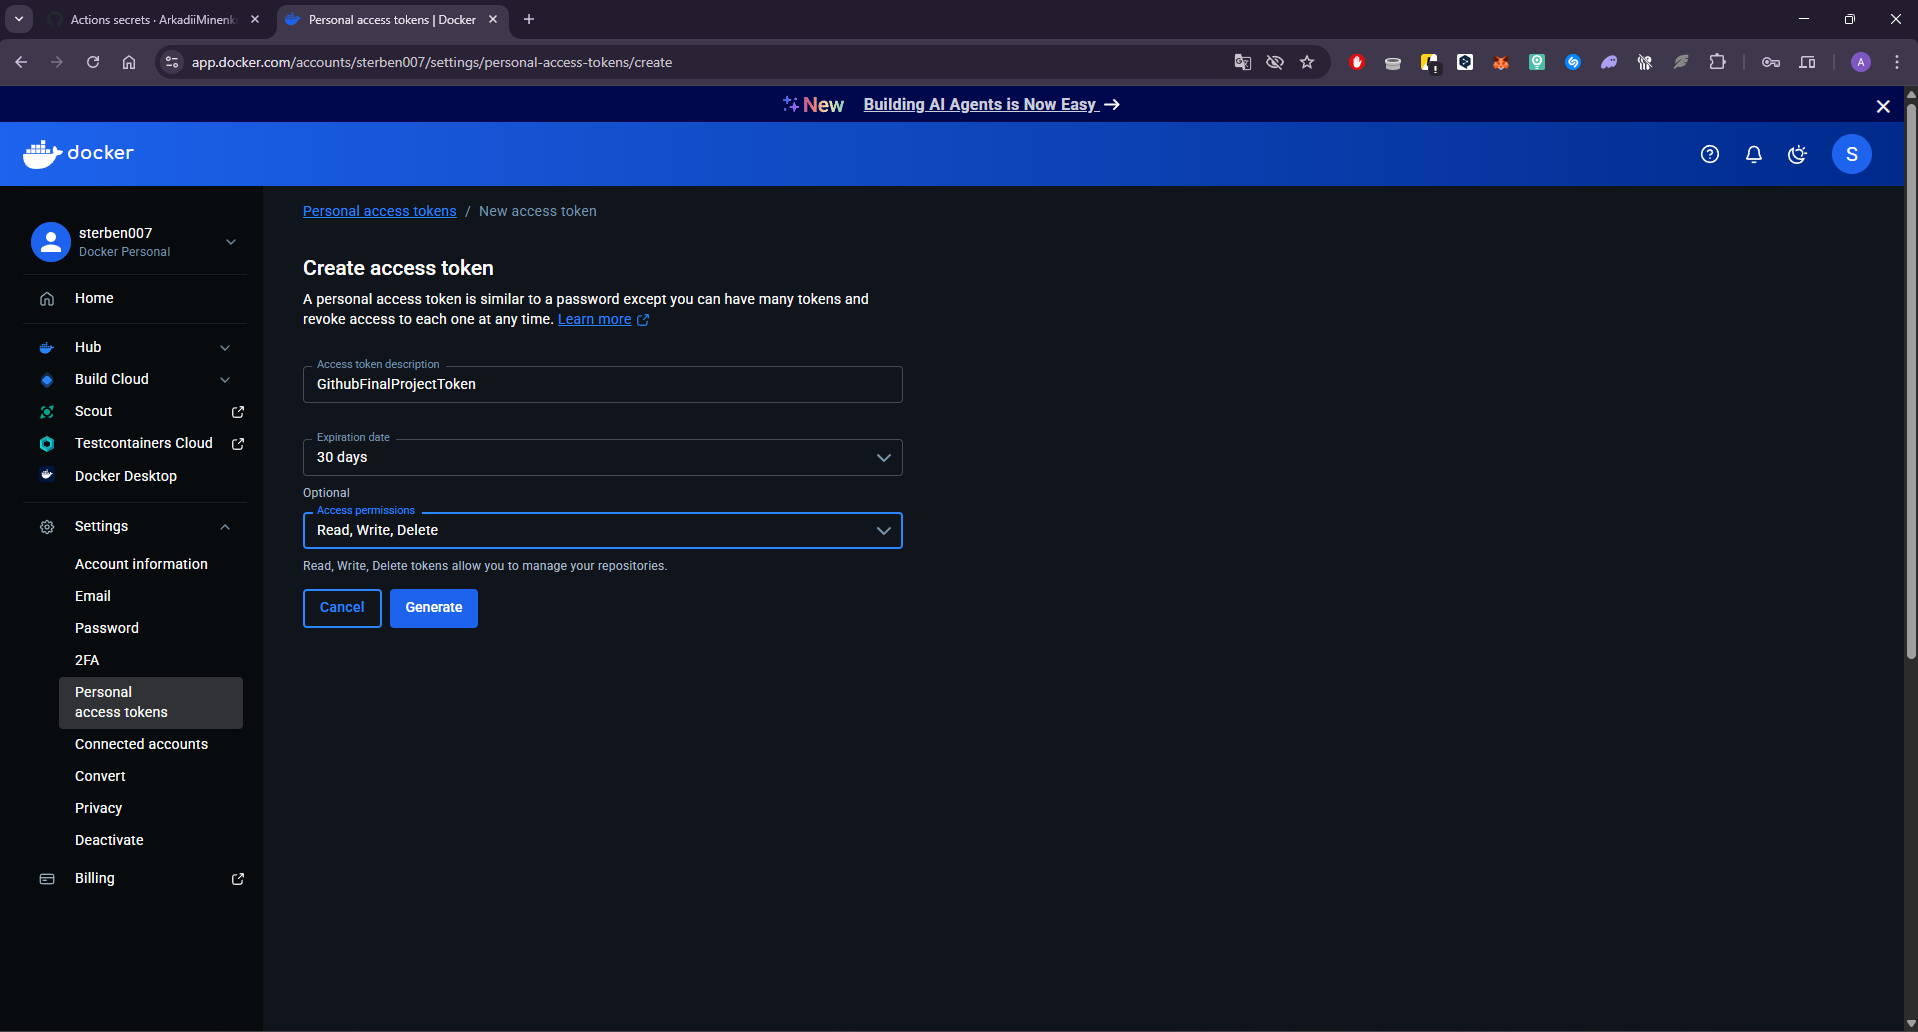 Actions secrets · ArkadiiMinenk
Personal access tokens | Docker
app.docker.com/accounts/sterben007/settings/personal-access-tokens/create
A
New Building AI Agents is Now Easy →
docker
S
sterben007
Docker Personal
Home
Hub
Build Cloud
Scout
Testcontainers Cloud
Docker Desktop
Settings
Account information
Email
Password
2FA
Personal
access tokens
Connected accounts
Convert
Privacy
Deactivate
Billing
Personal access tokens / New access token
Create access token
A personal access token is similar to a password except you can have many tokens and
revoke access to each one at any time. Learn more
Access token description
GithubFinalProjectToken
Expiration date
30 days
Optional
Access permissions
Read, Write, Delete
Read, Write, Delete tokens allow you to manage your repositories.
Cancel
Generate